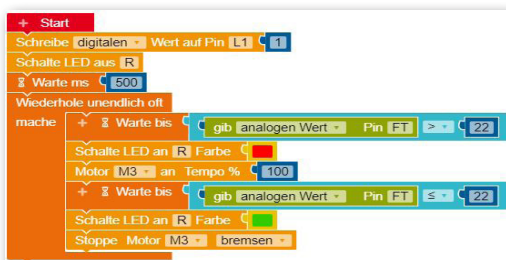 + Start
Schreibe digitalen Wert auf Pin L1 1
Schalte LED aus R
Warte ms 500
Wiederhole unendlich oft
mache + Warte bis gib analogen Wert Pin FT > 22
Schalte LED an R Farbe
Motor M3 an Tempo % 100
+ Warte bis gib analogen Wert Pin FT ≤ 22
Schalte LED an R Farbe
Stoppe Motor M3 bremsen